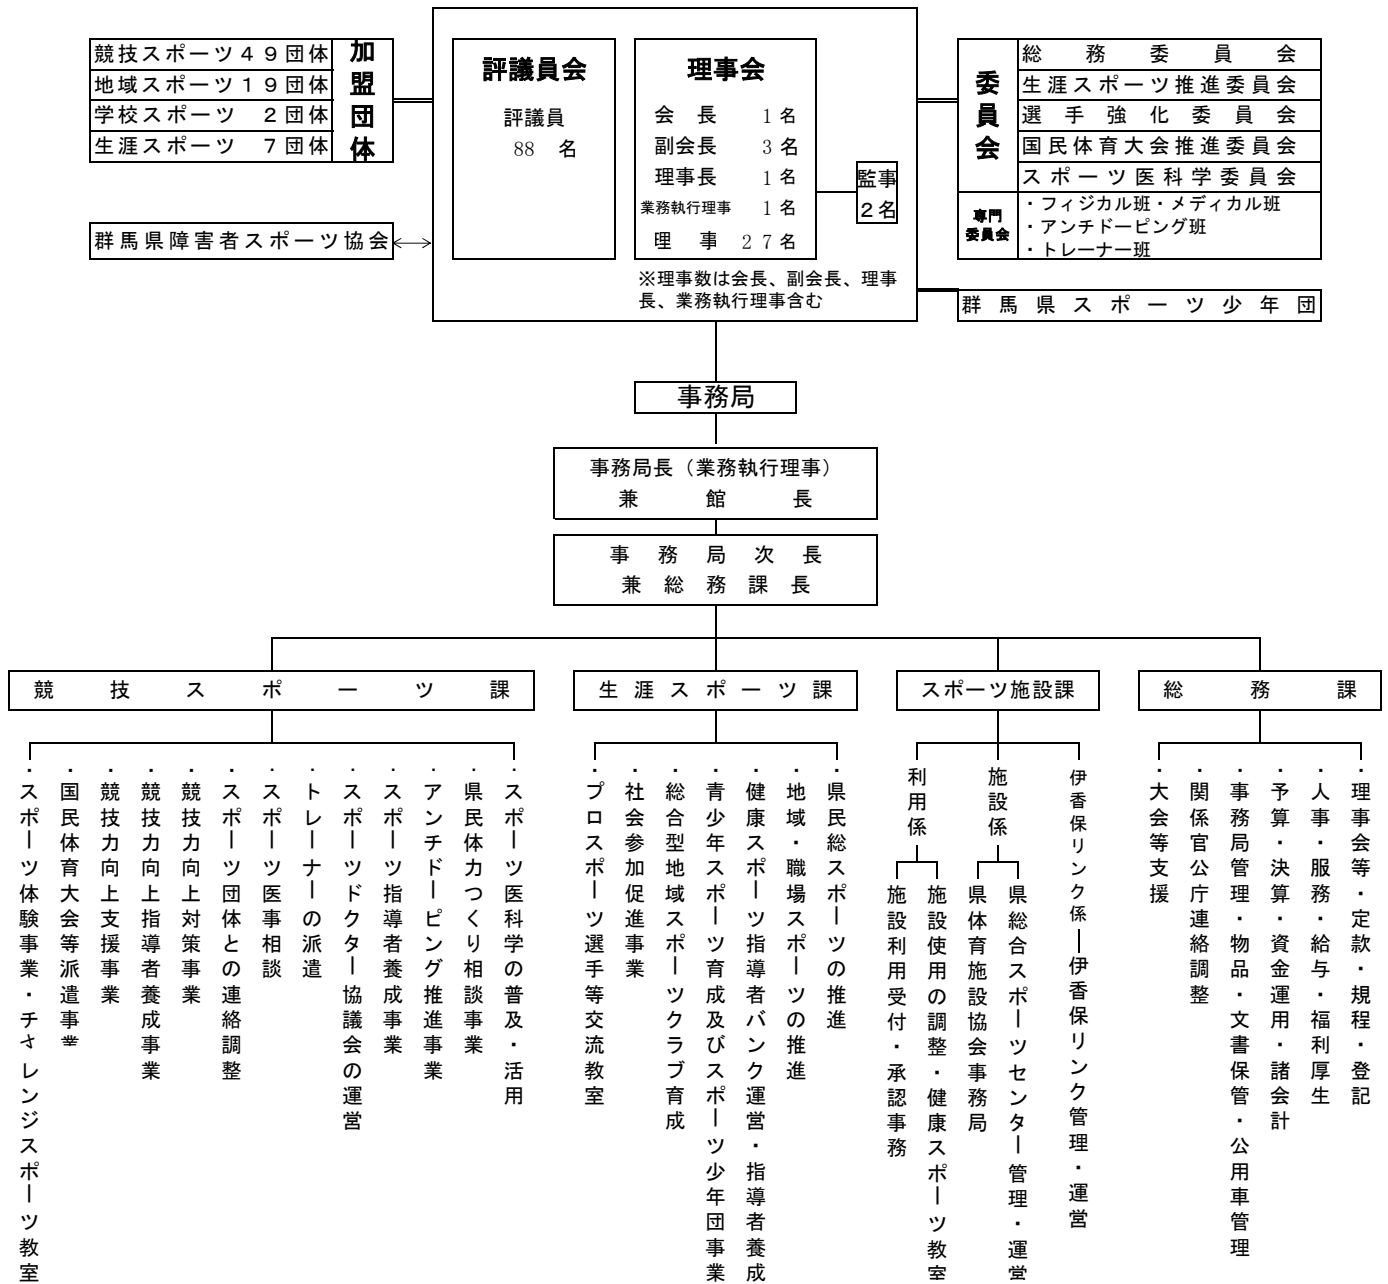 競技スポーツ４９団体
地域スポーツ１９団体
学校スポーツ　２団体
生涯スポーツ　７団体
加盟団体
群馬県障害者スポーツ協会
評議員会
評議員
88　名
理事会
会　長　1名
副会長　3名
理事長　1名
業務執行理事　1名
理　事　２７名
※理事数は会長、副会長、理事
長、業務執行理事含む
監事
２名
委員会
総務委員会
生涯スポーツ推進委員会
選手強化委員会
国民体育大会推進委員会
スポーツ医科学委員会
専門
委員会
・フィジカル班・メディカル班
・アンチドーピング班
・トレーナー班
群馬県スポーツ少年団
事務局
事務局長（業務執行理事）
兼　館　長
事務局次長
兼総務課長
競技スポーツ課
・スポーツ医科学の普及・活用
・県民体力つくり相談事業
・アンチドーピング推進事業
・スポーツ指導者養成事業
・スポーツドクター協議会の運営
・トレーナーの派遣
・スポーツ医事相談
・スポーツ団体との連絡調整
・競技力向上対策事業
・競技力向上指導者養成事業
・競技力向上支援事業
・国民体育大会等派遣事業
・スポーツ体験事業・チャレンジスポーツ教室
生涯スポーツ課
・県民総スポーツの推進
・地域・職場スポーツの推進
・健康スポーツ指導者バンク運営・指導者養成
・青少年スポーツ育成及びスポーツ少年団事業
・総合型地域スポーツクラブ育成
・社会参加促進事業
・プロスポーツ選手等交流教室
スポーツ施設課
伊香保リンク係
伊香保リンク管理・運営
施設係
県総合スポーツセンター管理・運営
県体育施設協会事務局
利用係
施設使用の調整・健康スポーツ教室
施設利用受付・承認事務
総務課
・理事会等・定款・規程・登記
・人事・服務・給与・福利厚生
・予算・決算・資金運用・諸会計
・事務局管理・物品・文書保管・公用車管理
・関係官公庁連絡調整
・大会等支援